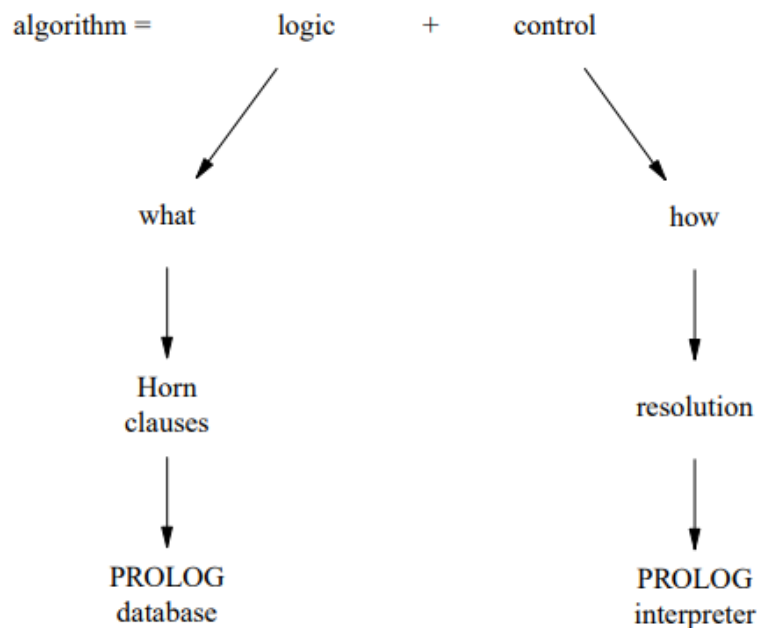 algorithm = logic + control
what how
Horn
clauses
resolution
PROLOG
database
PROLOG
interpreter